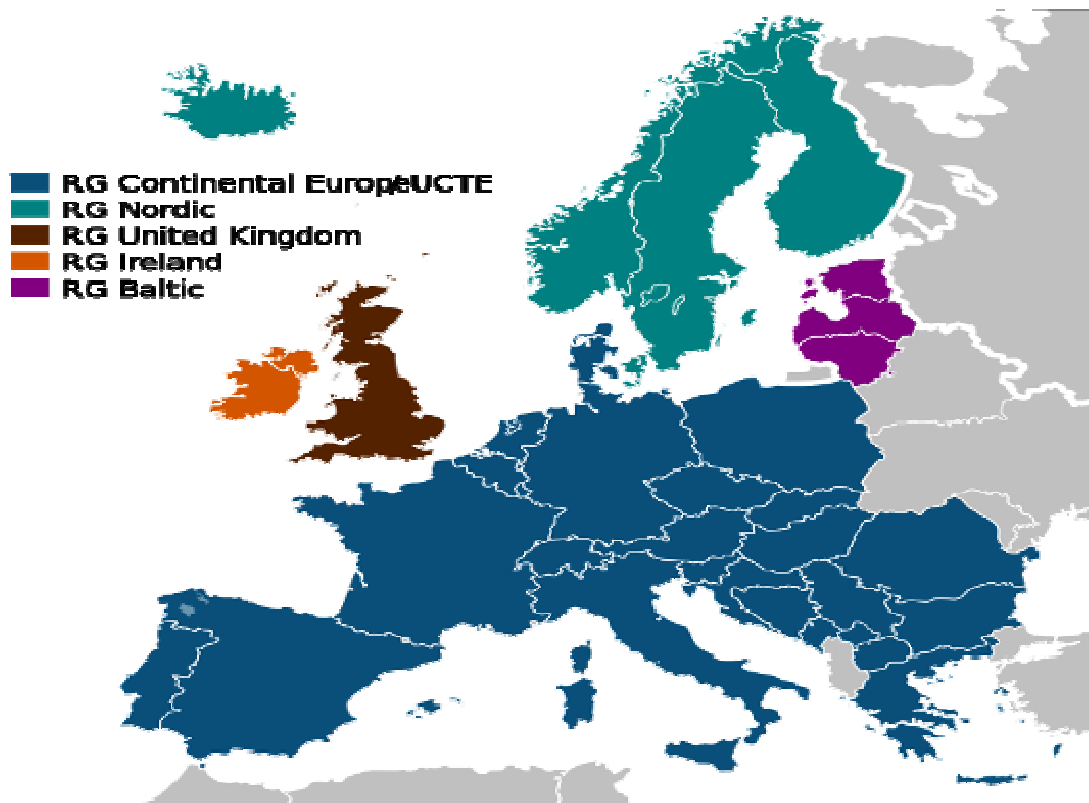 RG Continental Europe/UCTE
RG Nordic
RG United Kingdom
RG Ireland
RG Baltic